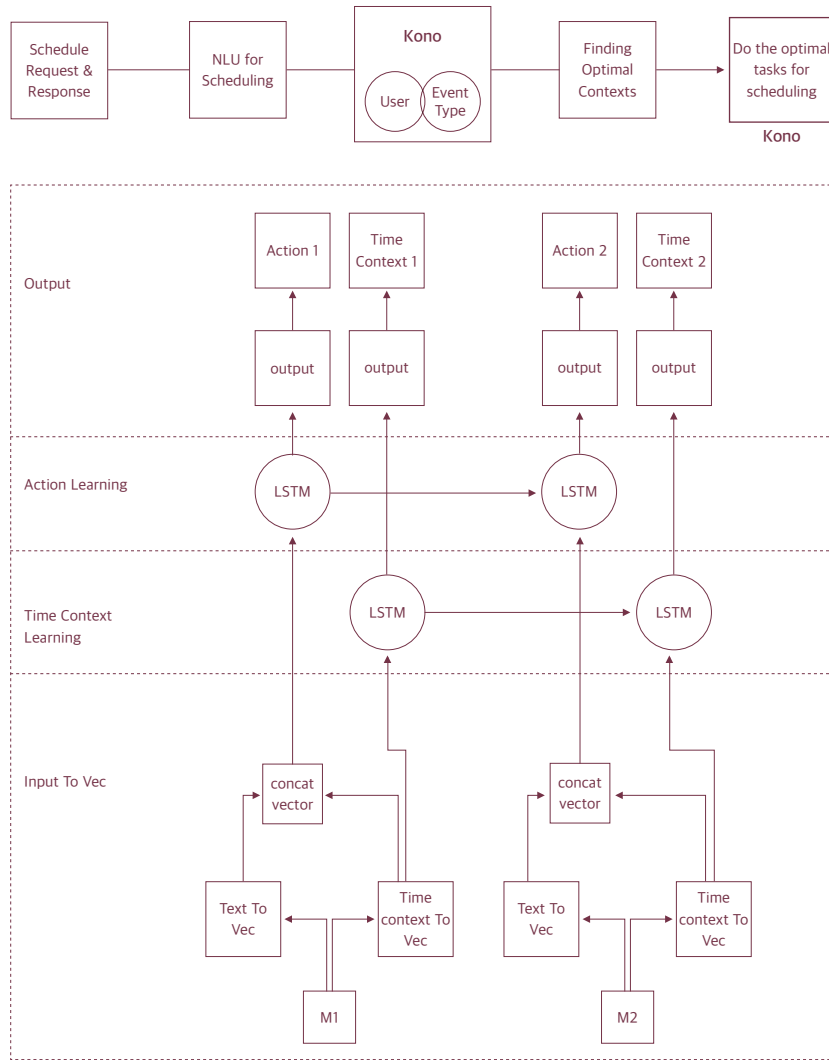 Schedule
Request &
Response
NLU for
Scheduling
Kono
User
Event
Type
Finding
Optimal
Contexts
Do the optimal
tasks for
scheduling
Kono
Output
Action 1
Time
Context 1
Action 2
Time
Context 2
output
output
output
output
Action Learning
LSTM
LSTM
Time Context
Learning
LSTM
LSTM
Input To Vec
concat
vector
concat
vector
Text To
Vec
Time
context To
Vec
Text To
Vec
Time
context To
Vec
M1
M2